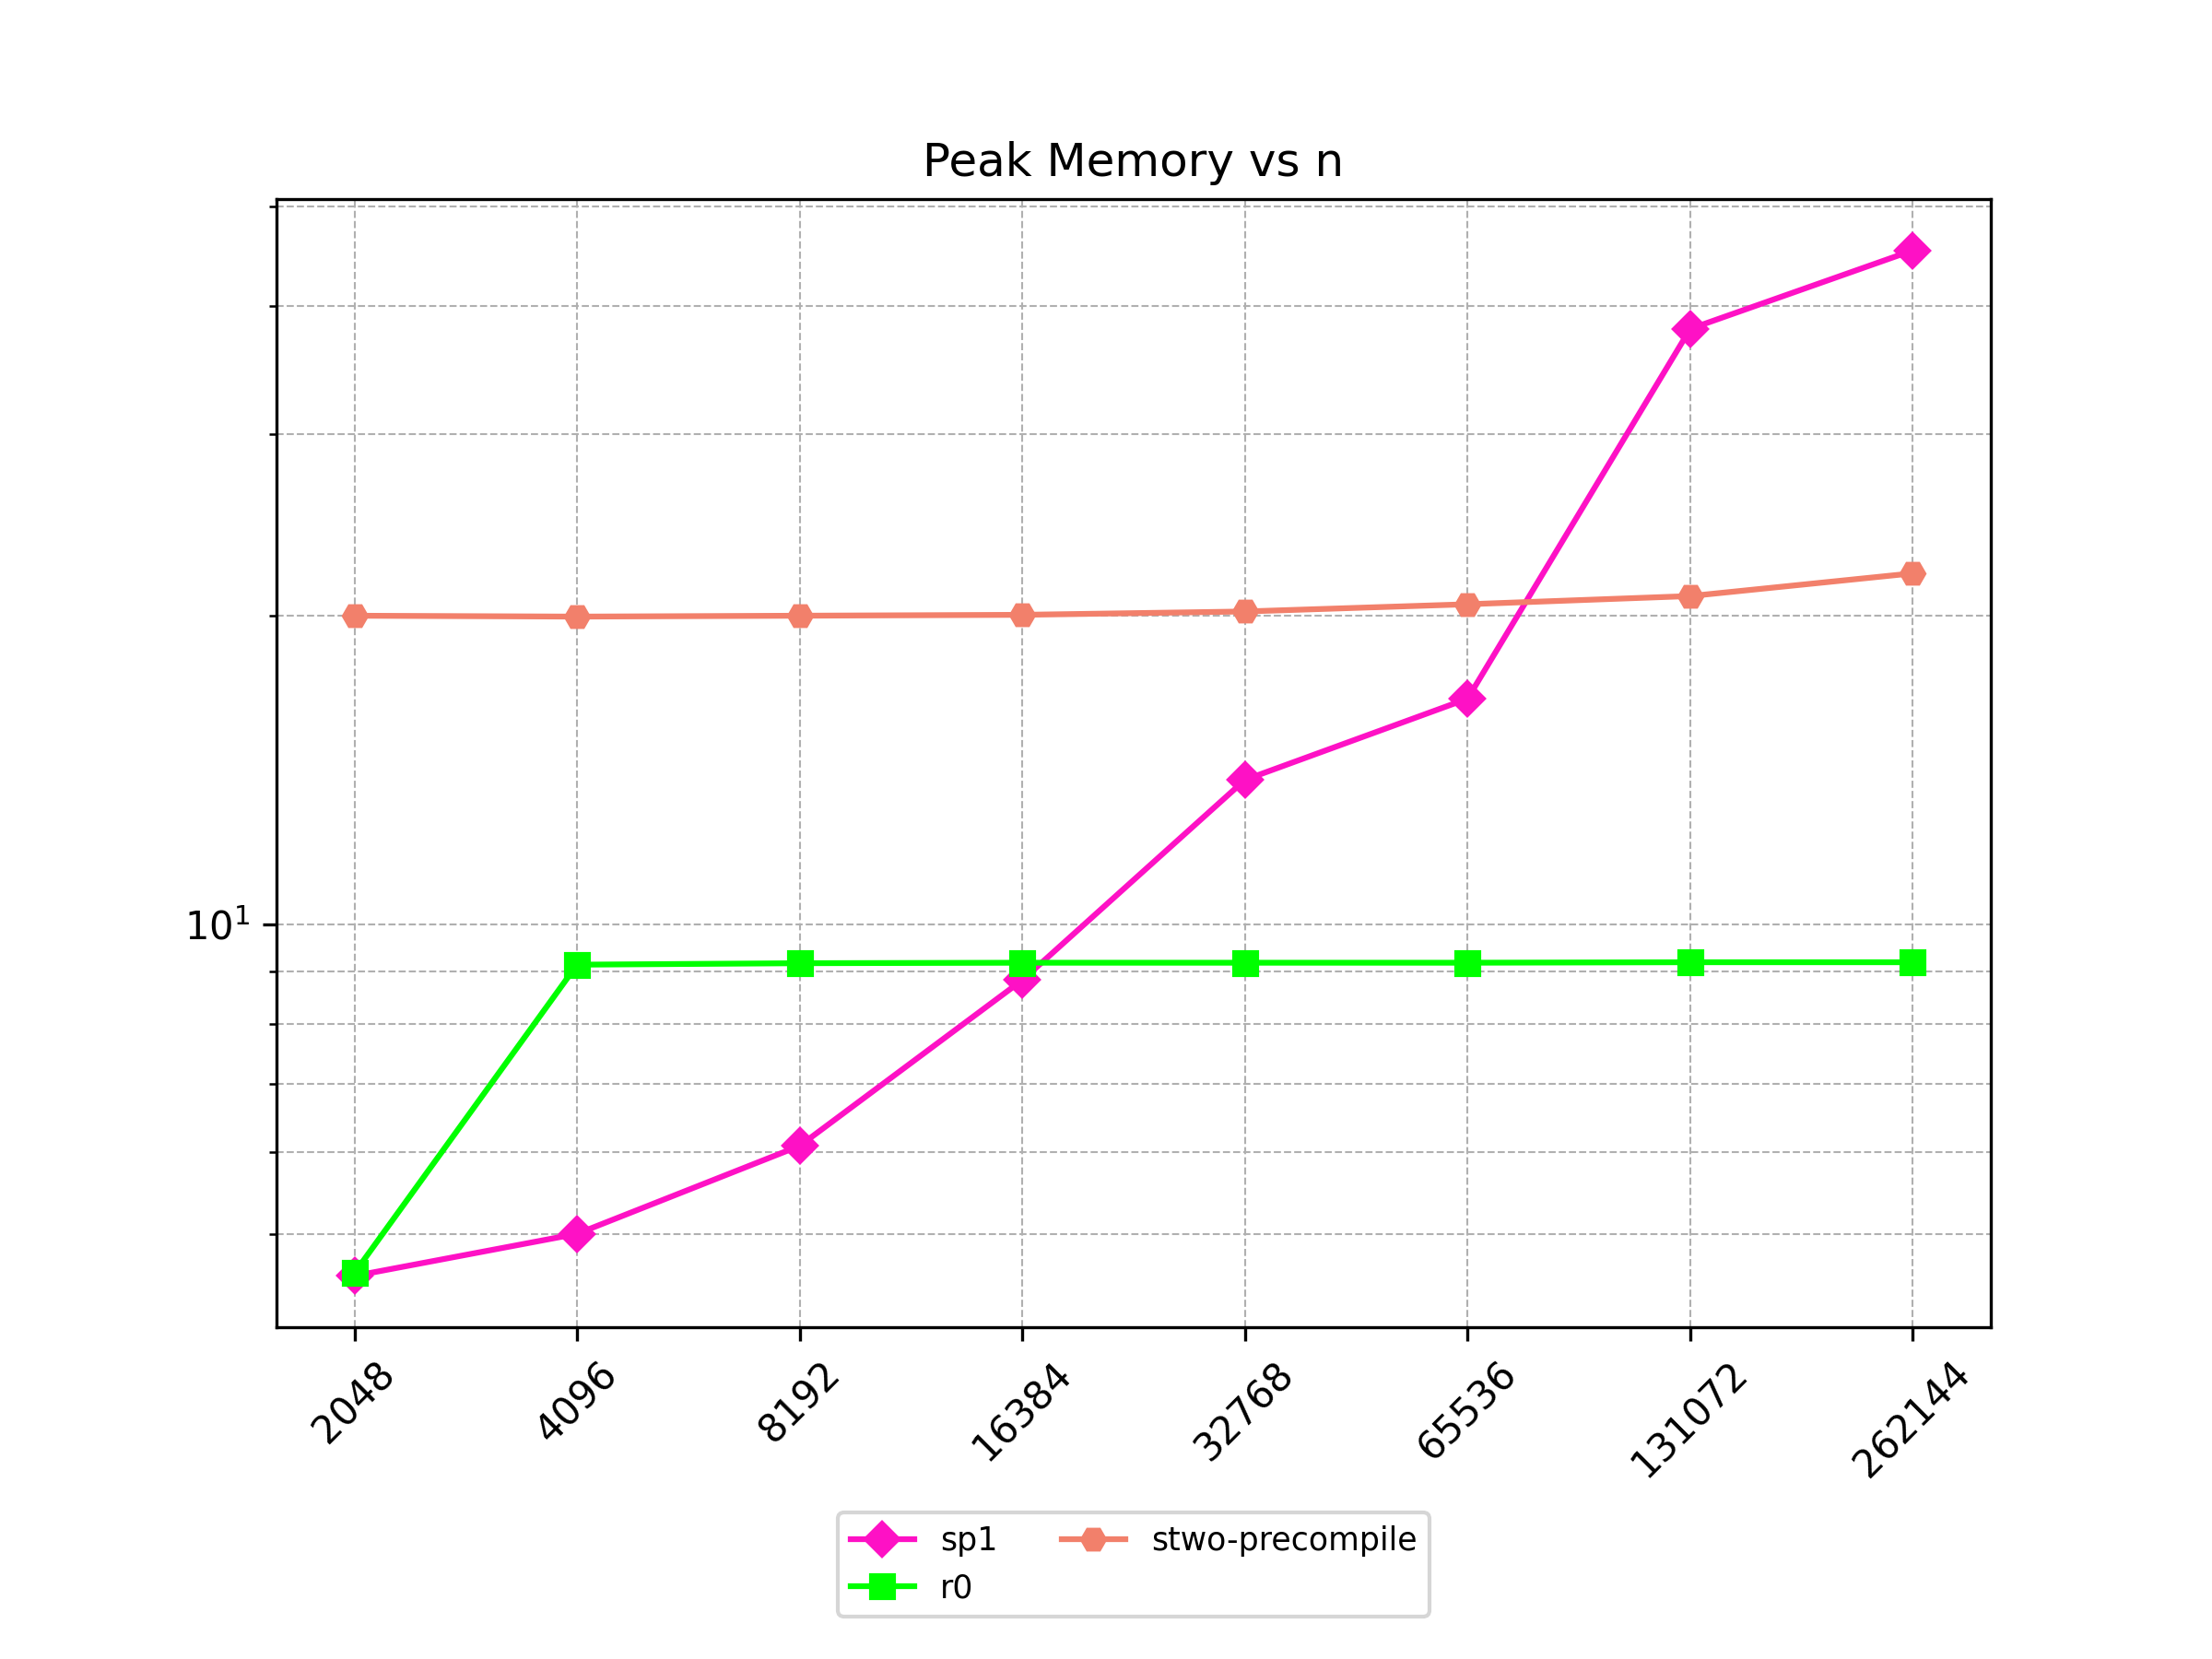 Peak Memory vs n
10¹
2048 4096 8192 16384 32768 65536 131072 262144
sp1 stwo-precompile
r0